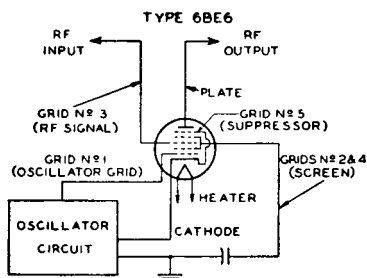 TYPE 6BE6
RF
INPUT
RF
OUTPUT
PLATE
GRID Nº 3
(RF SIGNAL)
GRID Nº 5
(SUPPRESSOR)
GRID Nº 1
(OSCILLATOR GRID)
GRIDS Nº 2 & 4
(SCREEN)
HEATER
CATHODE
OSCILLATOR
CIRCUIT